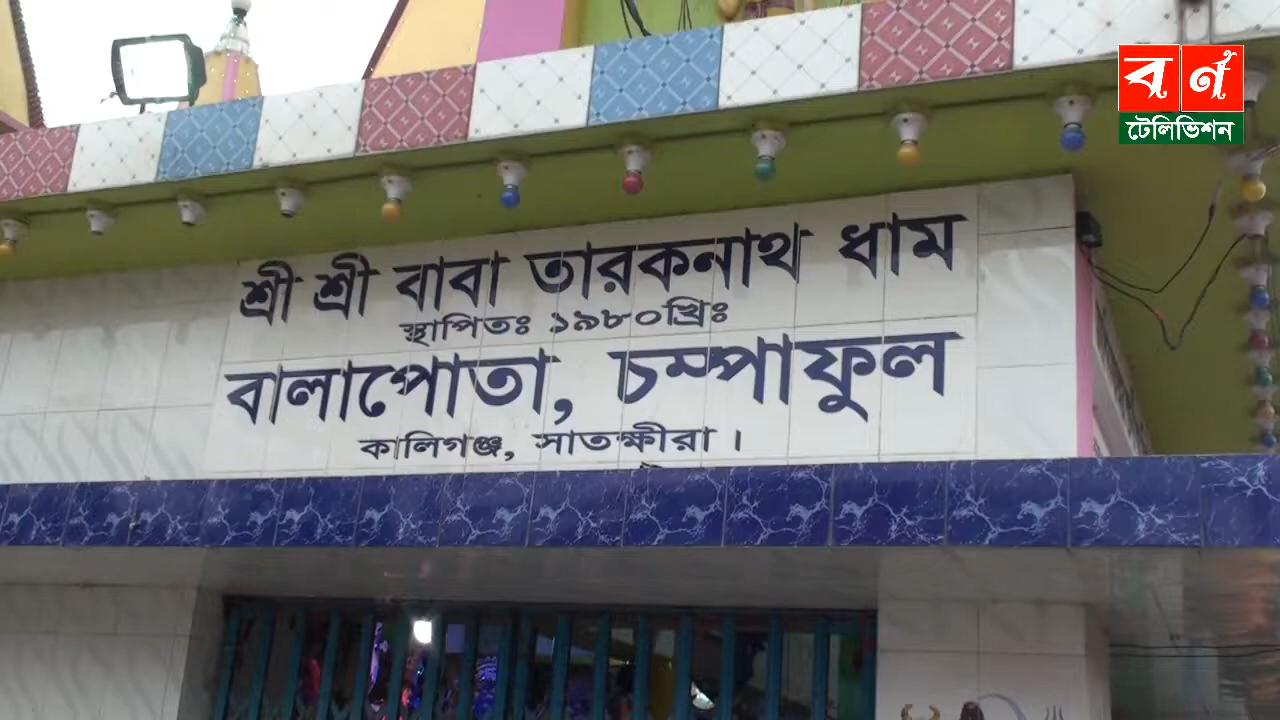 বর্ণ
টেলিভিশন
শ্রী শ্রী বাবা তারকনাথ ধাম
স্থাপিতঃ ১৯৮০খ্রিঃ
বালাপোতা, চম্পাফুল
কালিগঞ্জ, সাতক্ষীরা ।